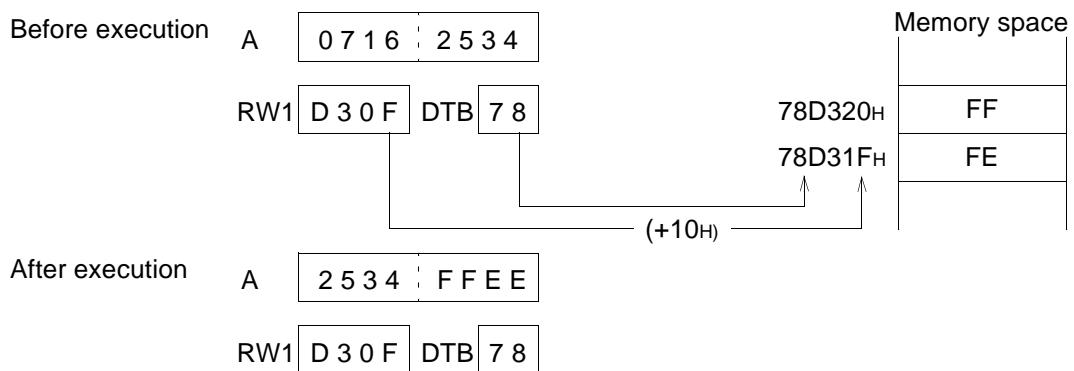 Before execution
A 0716 2534
Memory space
RW1 D30F DTB 78
78D320H FF
78D31FH FE
(+10H)
After execution
A 2534 FFEE
RW1 D30F DTB 78